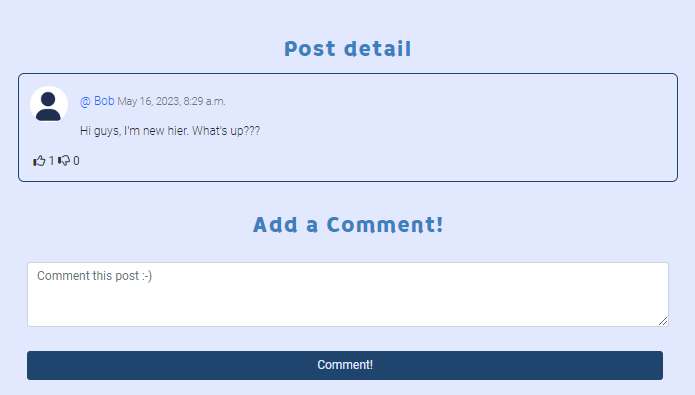 Post detail
@ Bob May 16, 2023, 8:29 a.m.
Hi guys, I'm new hier. What's up???
1 0
Add a Comment!
Comment this post :-)
Comment!